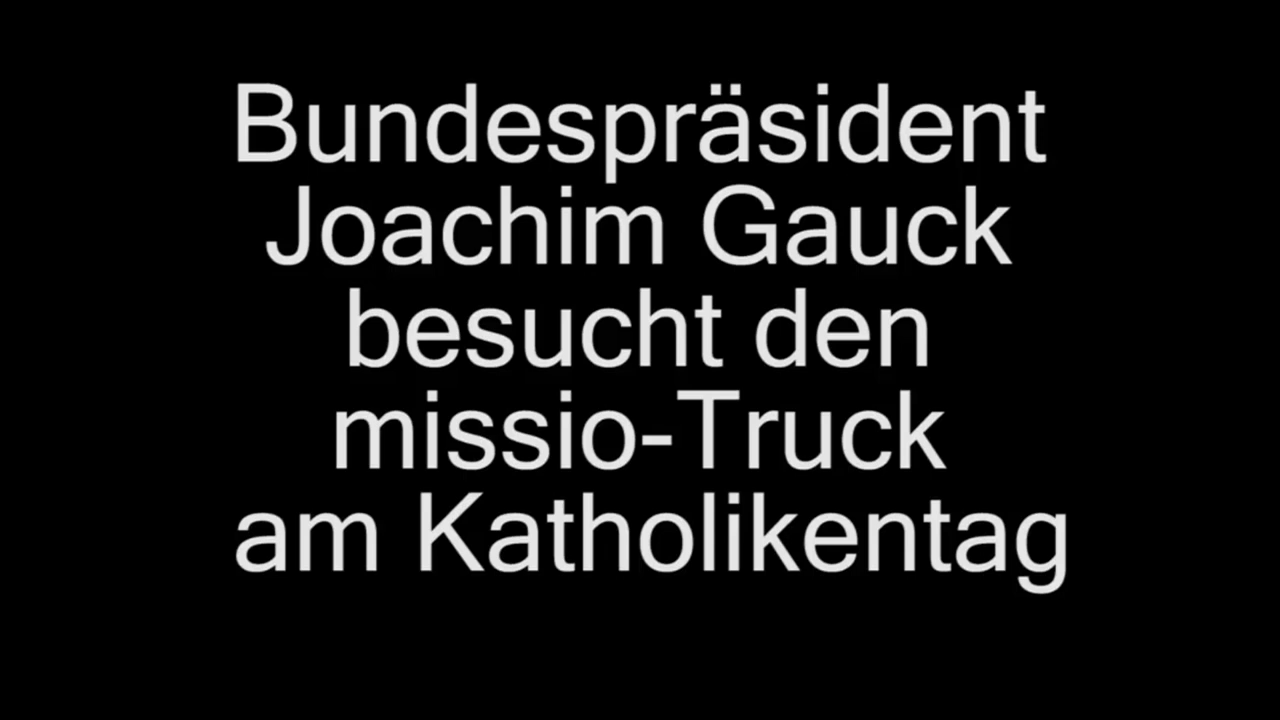 Bundespräsident
Joachim Gauck
besucht den
missio-Truck
am Katholikentag